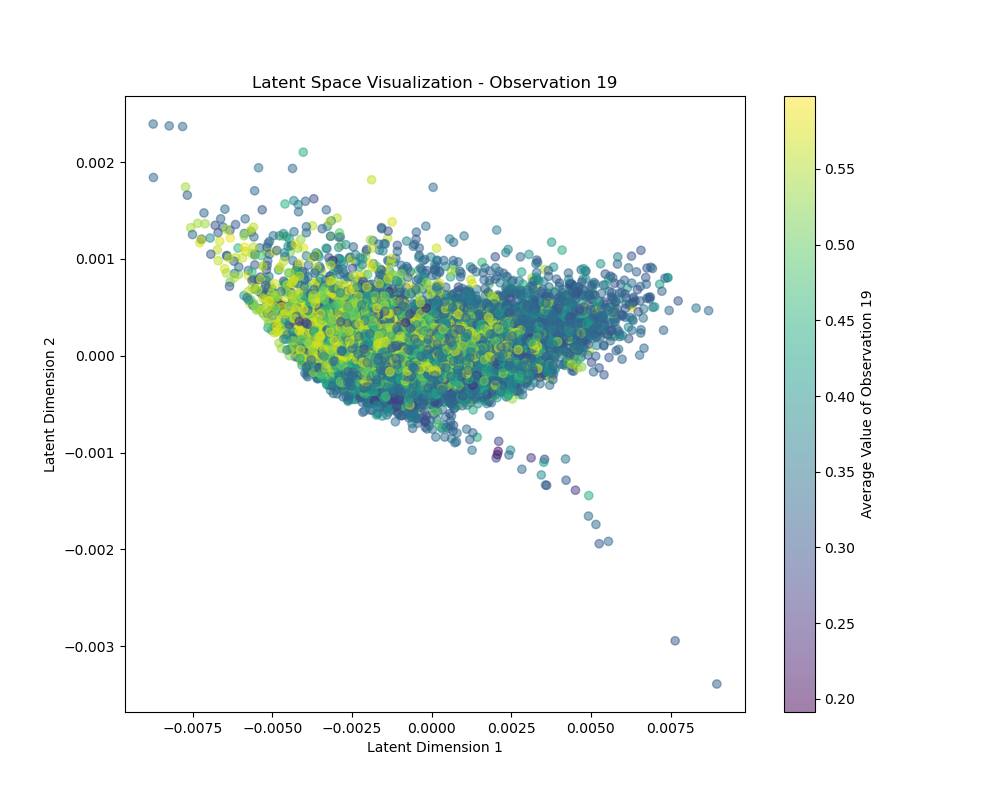 Latent Space Visualization - Observation 19
0.002
0.001
0.000
−0.001
−0.002
−0.003
Latent Dimension 2
−0.0075 −0.0050 −0.0025 0.0000 0.0025 0.0050 0.0075
Latent Dimension 1
0.55
0.50
0.45
0.40
0.35
0.30
0.25
0.20
Average Value of Observation 19